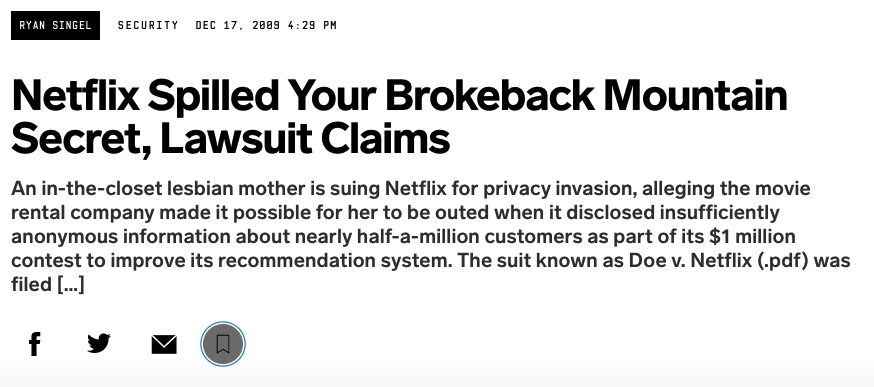 RYAN SINGEL SECURITY DEC 17, 2009 4:29 PM
Netflix Spilled Your Brokeback Mountain
Secret, Lawsuit Claims
An in-the-closet lesbian mother is suing Netflix for privacy invasion, alleging the movie
rental company made it possible for her to be outed when it disclosed insufficiently
anonymous information about nearly half-a-million customers as part of its $1 million
contest to improve its recommendation system. The suit known as Doe v. Netflix (.pdf) was
filed [...]